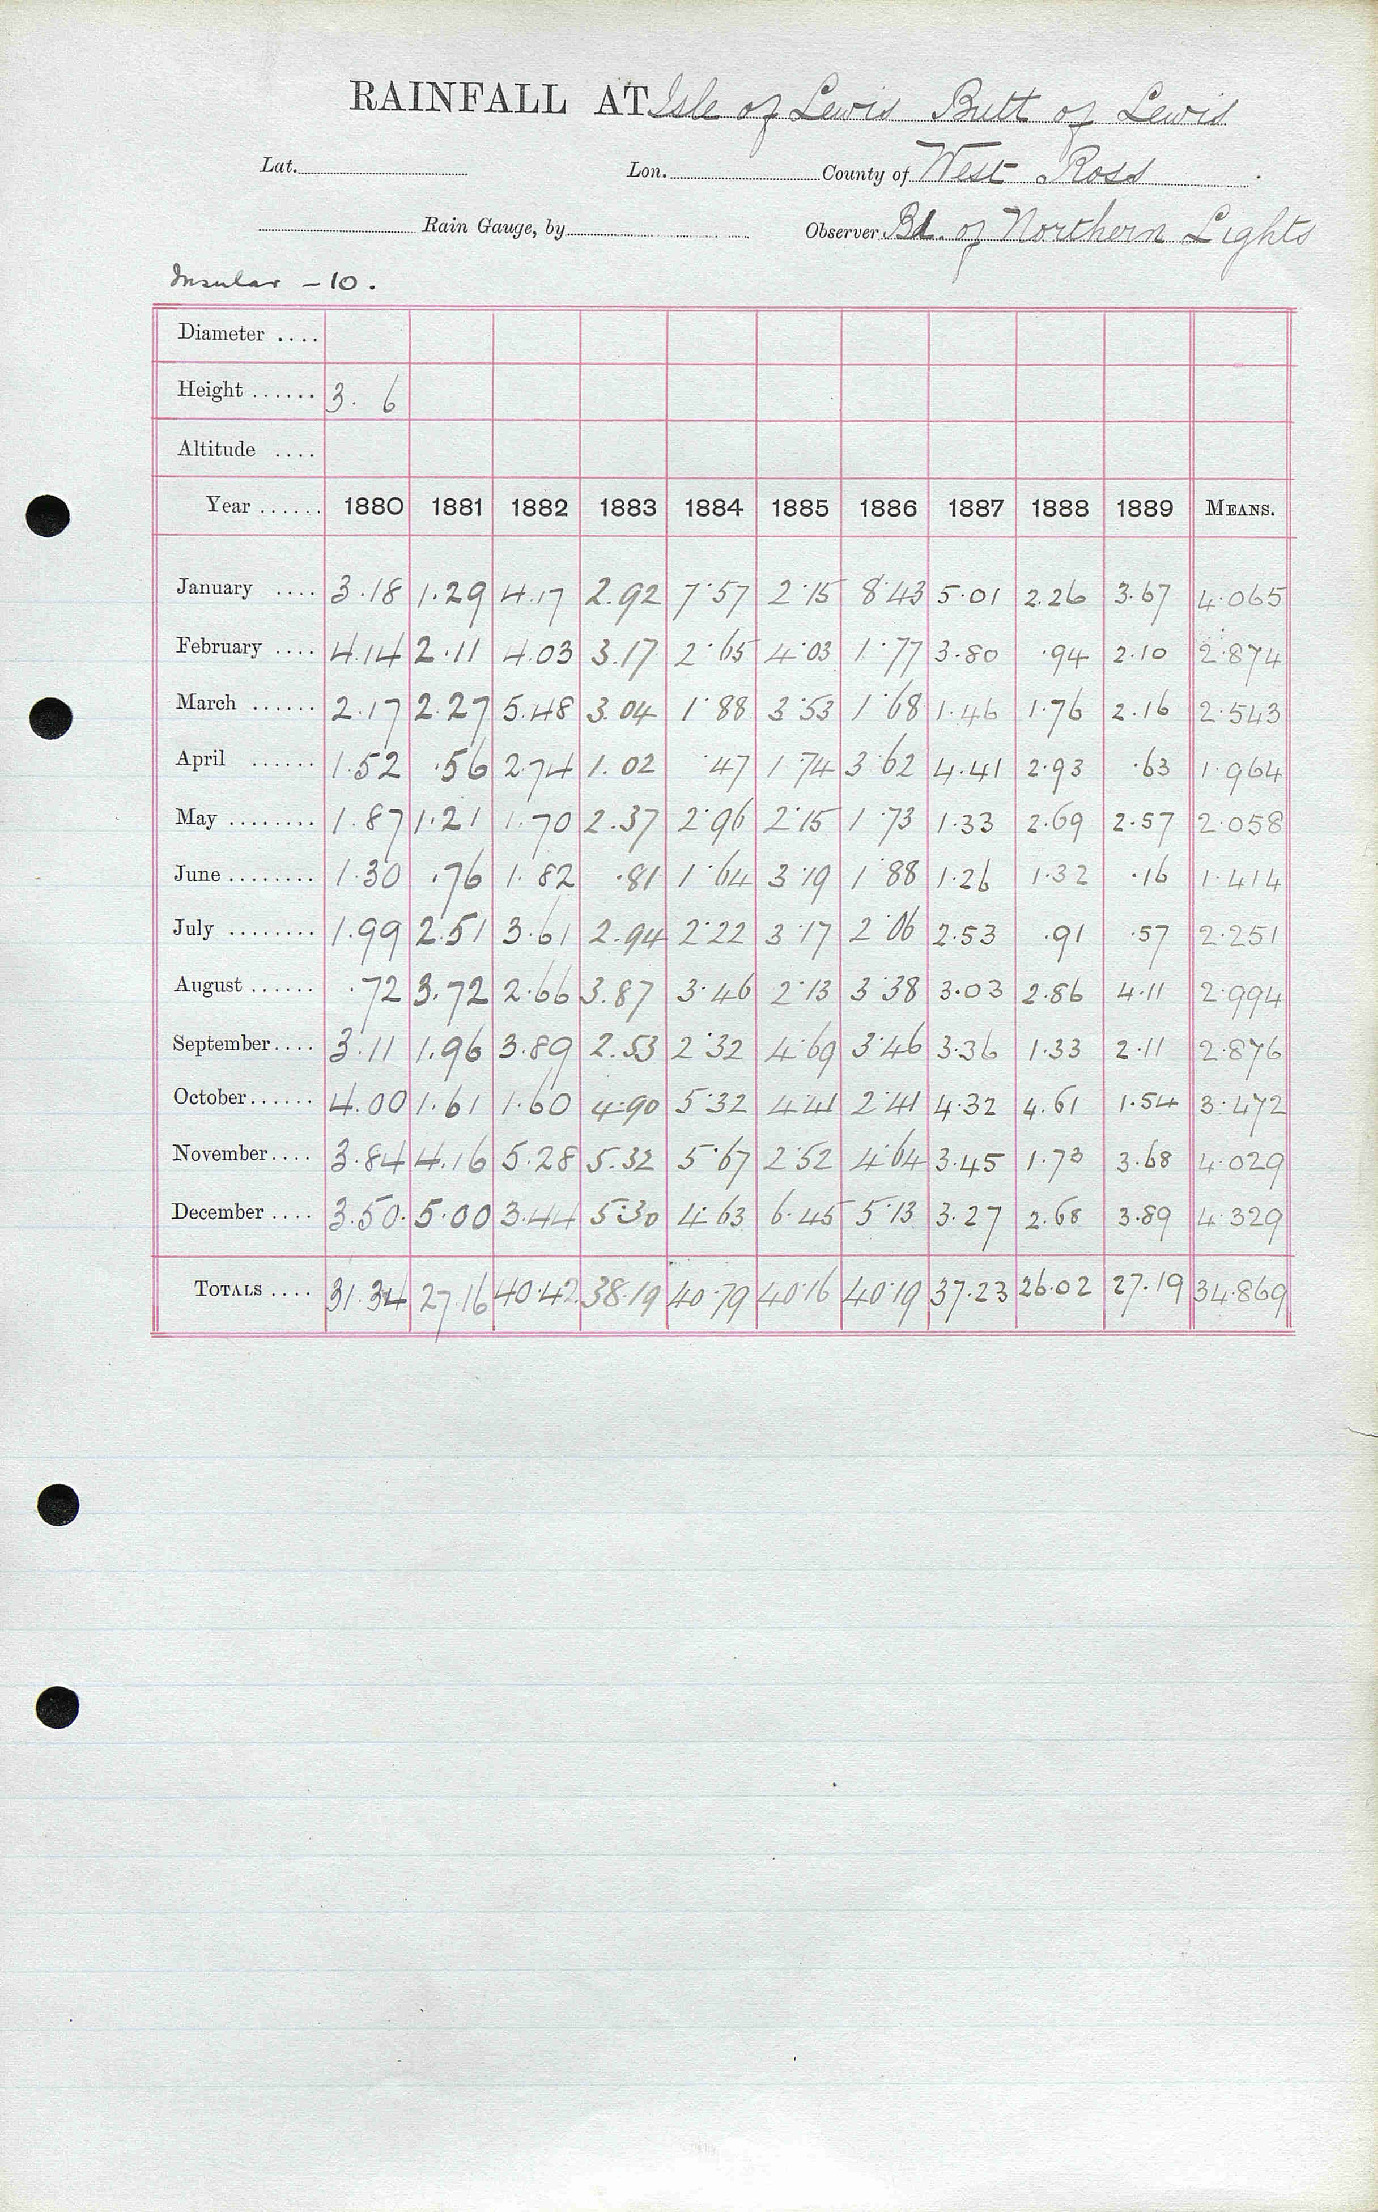 RAINFALL AT Isle of Lewis Butt of Lewis
Lat. Lon. County of West Ross
Rain Gauge, by Observer Bd. of Northern Lights
Insular - 10.
Diameter ....
Height ...... 3. 6
Altitude ....
Year ...... 1880 1881 1882 1883 1884 1885 1886 1887 1888 1889 MEANS.
January .... 3.18 1.29 4.17 2.92 7.57 2.15 8.43 5.01 2.26 3.67 4.065
February .... 4.14 2.11 4.03 3.17 2.65 4.03 1.77 3.80 .94 2.10 2.874
March ...... 2.17 2.27 5.48 3.04 1.88 3.53 1.68 1.46 1.76 2.16 2.543
April ...... 1.52 .56 2.74 1.02 .47 1.74 3.62 4.41 2.93 .63 1.964
May ........ 1.87 1.21 1.70 2.37 2.96 2.15 1.73 1.33 2.69 2.57 2.058
June ........ 1.30 .76 1.82 .81 1.64 3.19 1.88 1.26 1.32 .16 1.414
July ........ 1.99 2.51 3.61 2.94 2.22 3.17 2.06 2.53 .91 .57 2.251
August ...... .72 3.72 2.66 3.87 3.46 2.13 3.38 3.03 2.86 4.11 2.994
September.... 3.11 1.96 3.89 2.53 2.32 4.69 3.46 3.36 1.33 2.11 2.876
October...... 4.00 1.61 1.60 4.90 5.32 4.41 2.41 4.32 4.61 1.54 3.472
November.... 3.84 4.16 5.28 5.32 5.67 2.52 4.64 3.45 1.73 3.68 4.029
December .... 3.50. 5.00 3.44 5.30 4.63 6.45 5.13 3.27 2.68 3.89 4.329
TOTALS .... 31.34 27.16 40.42 38.19 40.79 40.16 40.19 37.23 26.02 27.19 34.869